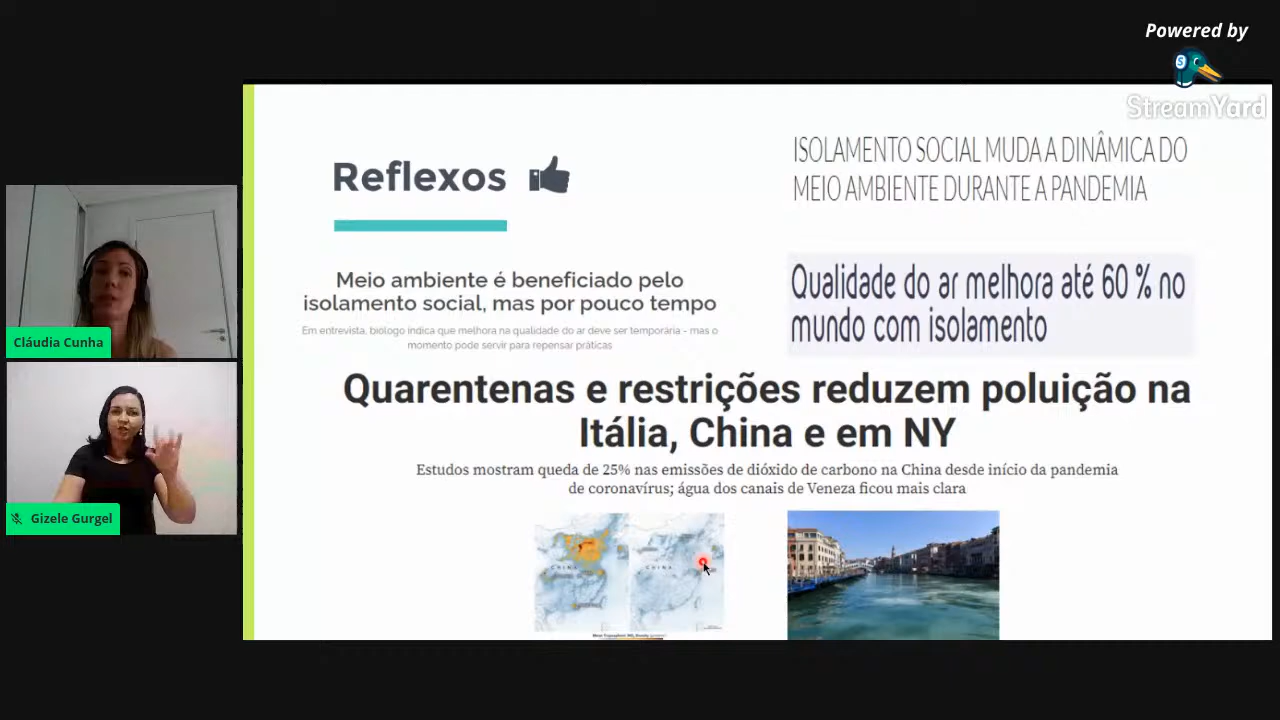 Powered by
StreamYard
Reflexos
ISOLAMENTO SOCIAL MUDA A DINÂMICA DO
MEIO AMBIENTE DURANTE A PANDEMIA
Meio ambiente é beneficiado pelo
isolamento social, mas por pouco tempo
Em entrevista, biólogo indica que melhora na qualidade do ar deve ser temporária - mas o
momento pode servir para repensar práticas
Qualidade do ar melhora até 60 % no
mundo com isolamento
Quarentenas e restrições reduzem poluição na
Itália, China e em NY
Estudos mostram queda de 25% nas emissões de dióxido de carbono na China desde início da pandemia
de coronavírus; água dos canais de Veneza ficou mais clara
CHINA
CHINA
Cláudia Cunha
Gizele Gurgel